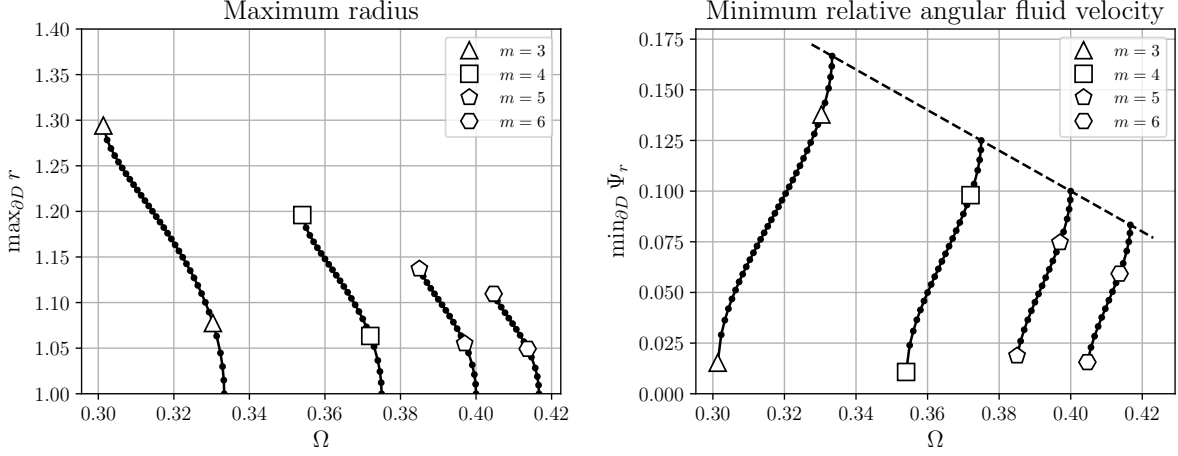 Maximum radius
max∂D r
1.40
1.35
1.30
1.25
1.20
1.15
1.10
1.05
1.00
0.30 0.32 0.34 0.36 0.38 0.40 0.42
Ω
m = 3
m = 4
m = 5
m = 6
Minimum relative angular fluid velocity
min∂D Ψr
0.175
0.150
0.125
0.100
0.075
0.050
0.025
0.000
0.30 0.32 0.34 0.36 0.38 0.40 0.42
Ω
m = 3
m = 4
m = 5
m = 6